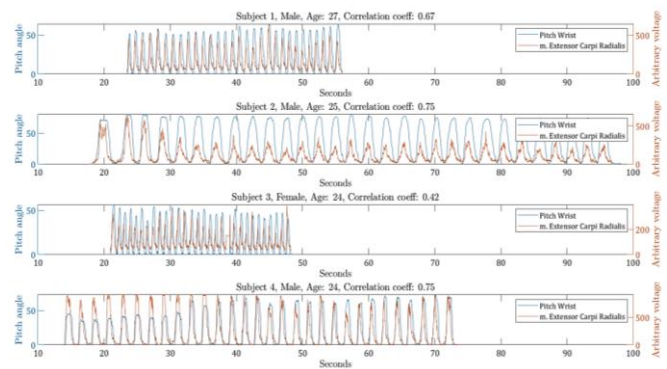 Subject 1, Male, Age: 27, Correlation coeff: 0.67
Pitch angle
50
0
Pitch Wrist
m. Extensor Carpi Radialis
500
0
Arbitrary voltage
10 20 30 40 50 60 70 80 90 100
Seconds
Subject 2, Male, Age: 25, Correlation coeff: 0.75
Pitch angle
50
0
Pitch Wrist
m. Extensor Carpi Radialis
500
0
Arbitrary voltage
10 20 30 40 50 60 70 80 90 100
Seconds
Subject 3, Female, Age: 24, Correlation coeff: 0.42
Pitch angle
50
0
Pitch Wrist
m. Extensor Carpi Radialis
200
0
Arbitrary voltage
10 20 30 40 50 60 70 80 90 100
Seconds
Subject 4, Male, Age: 24, Correlation coeff: 0.75
Pitch angle
50
0
Pitch Wrist
m. Extensor Carpi Radialis
500
0
Arbitrary voltage
10 20 30 40 50 60 70 80 90 100
Seconds